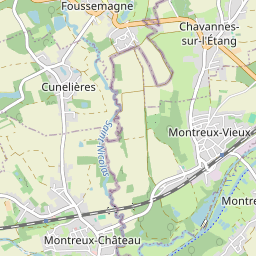 Foussemagne
Chavannes-
sur-l'Étang
Cunelières
Saint-Nicolas
Montreux-Vieux
Montre
Montreux-Château